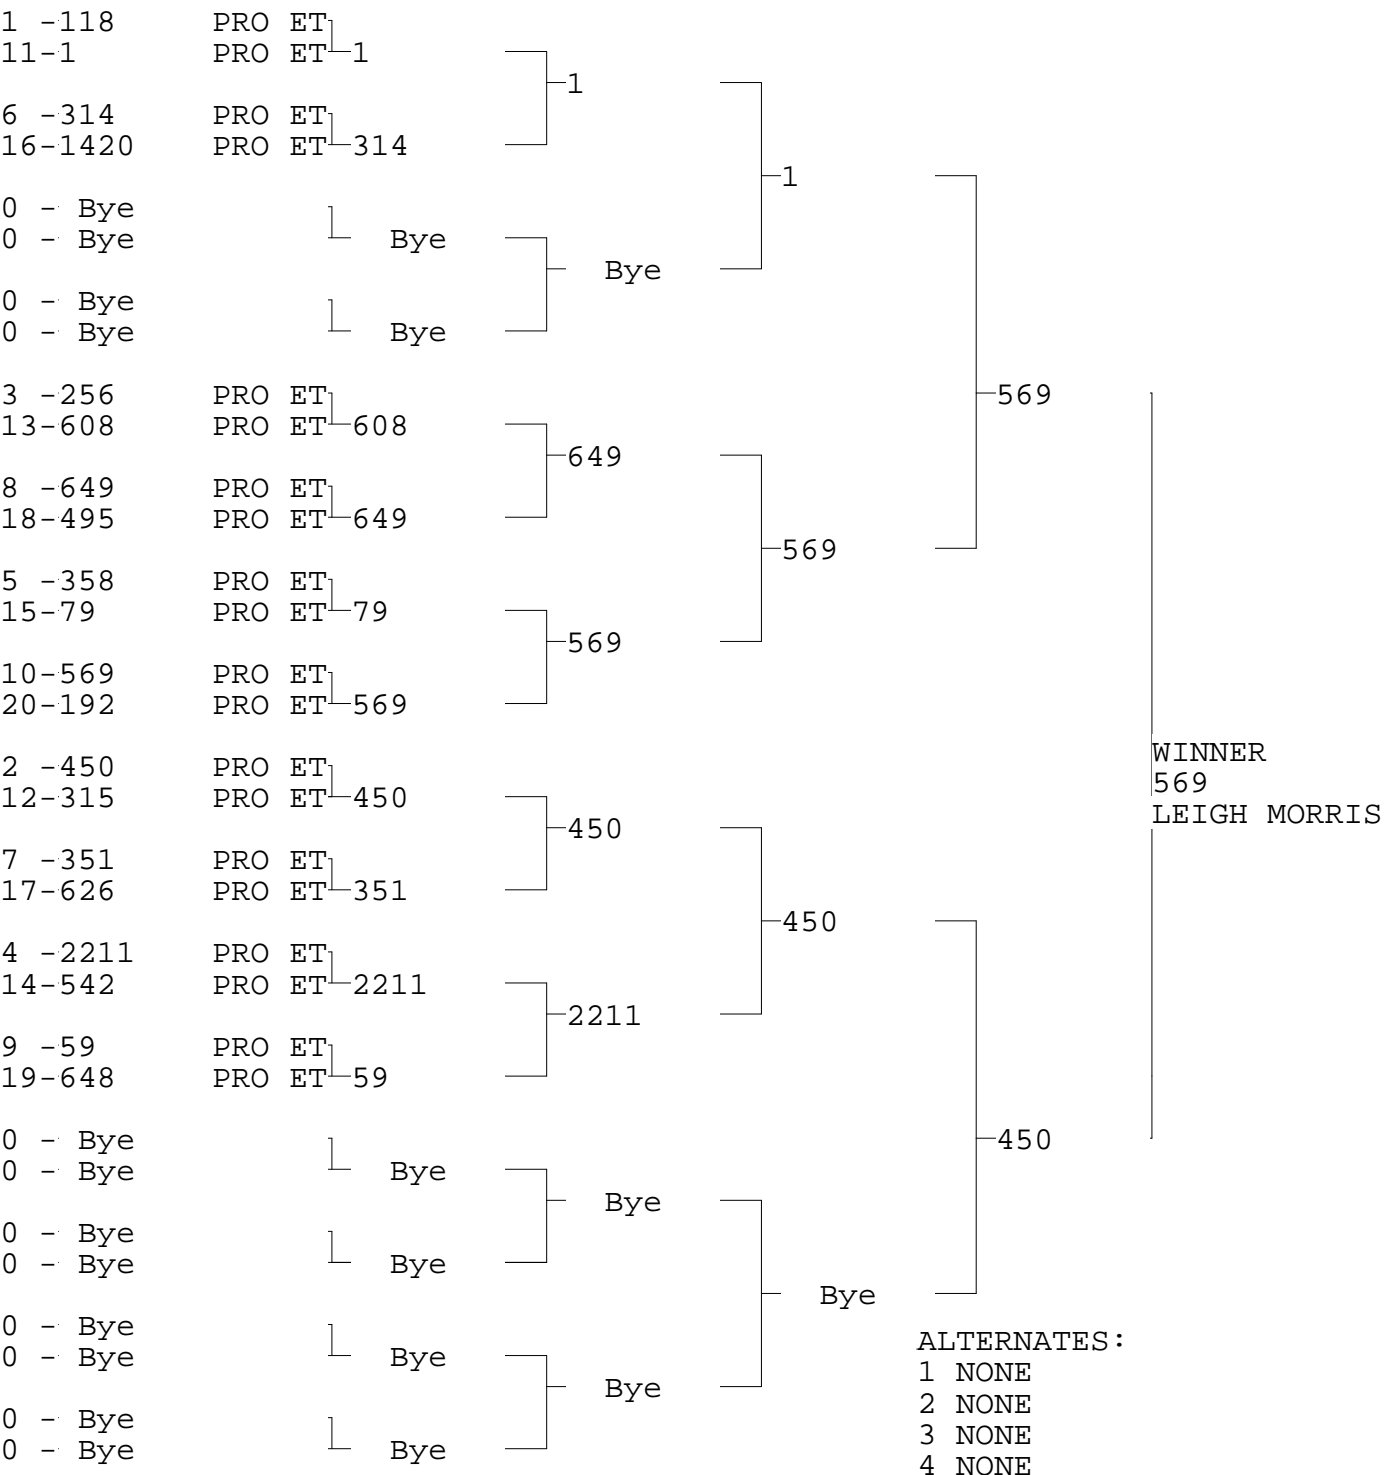 1 -118 PRO ET
11-1 PRO ET 1
1
6 -314 PRO ET
16-1420 PRO ET 314
1
0 - Bye
0 - Bye Bye
Bye
0 - Bye
0 - Bye Bye
3 -256 PRO ET 569
13-608 PRO ET 608
649
8 -649 PRO ET
18-495 PRO ET 649
569
5 -358 PRO ET
15-79 PRO ET 79
569
10-569 PRO ET
20-192 PRO ET 569
WINNER
2 -450 PRO ET
569
12-315 PRO ET 450
LEIGH MORRIS
450
7 -351 PRO ET
17-626 PRO ET 351
450
4 -2211 PRO ET
14-542 PRO ET 2211
2211
9 -59 PRO ET
19-648 PRO ET 59
0 - Bye 450
0 - Bye Bye
Bye
0 - Bye
0 - Bye Bye
Bye
0 - Bye
ALTERNATES:
0 - Bye Bye
1 NONE
Bye
2 NONE
0 - Bye
3 NONE
0 - Bye Bye
4 NONE